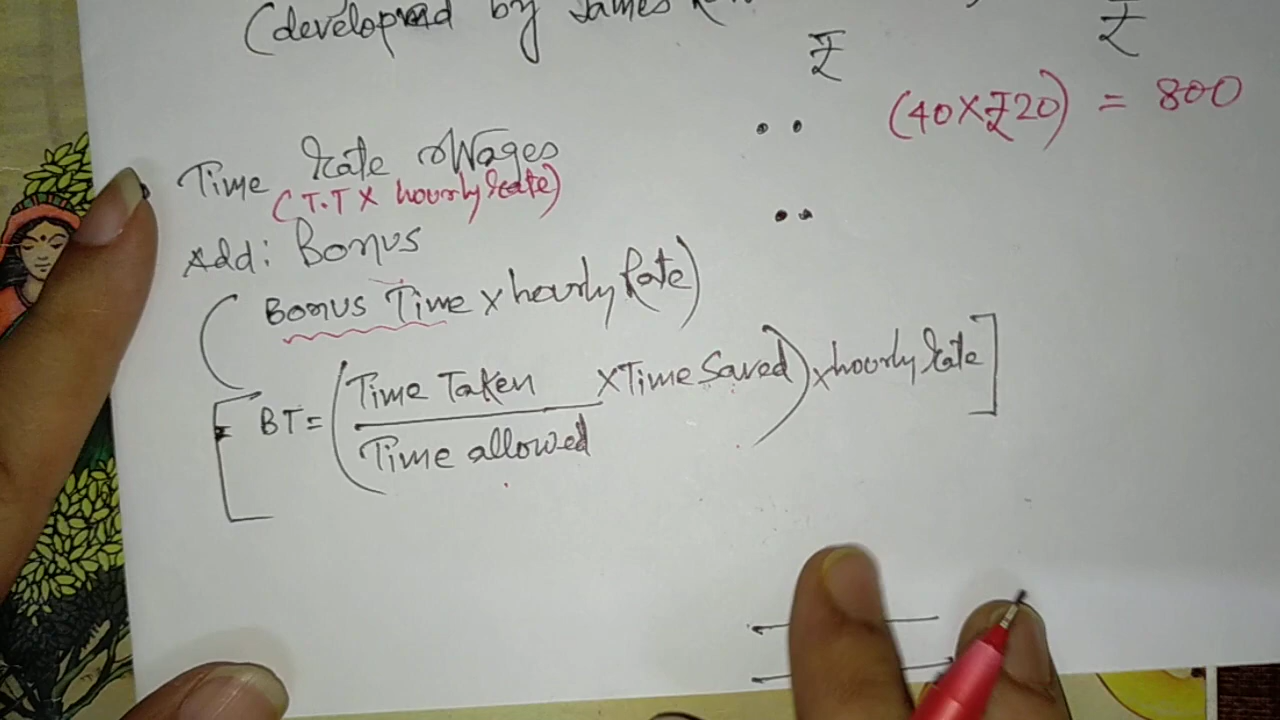 (developed by James
₹ ₹
(40×₹20) = 800
Time Rate Wages
(T.T × hourly Rate)
Add: Bonus
(Bonus Time × hourly Rate)
[BT = (Time Taken / Time allowed × Time Saved) × hourly Rate]